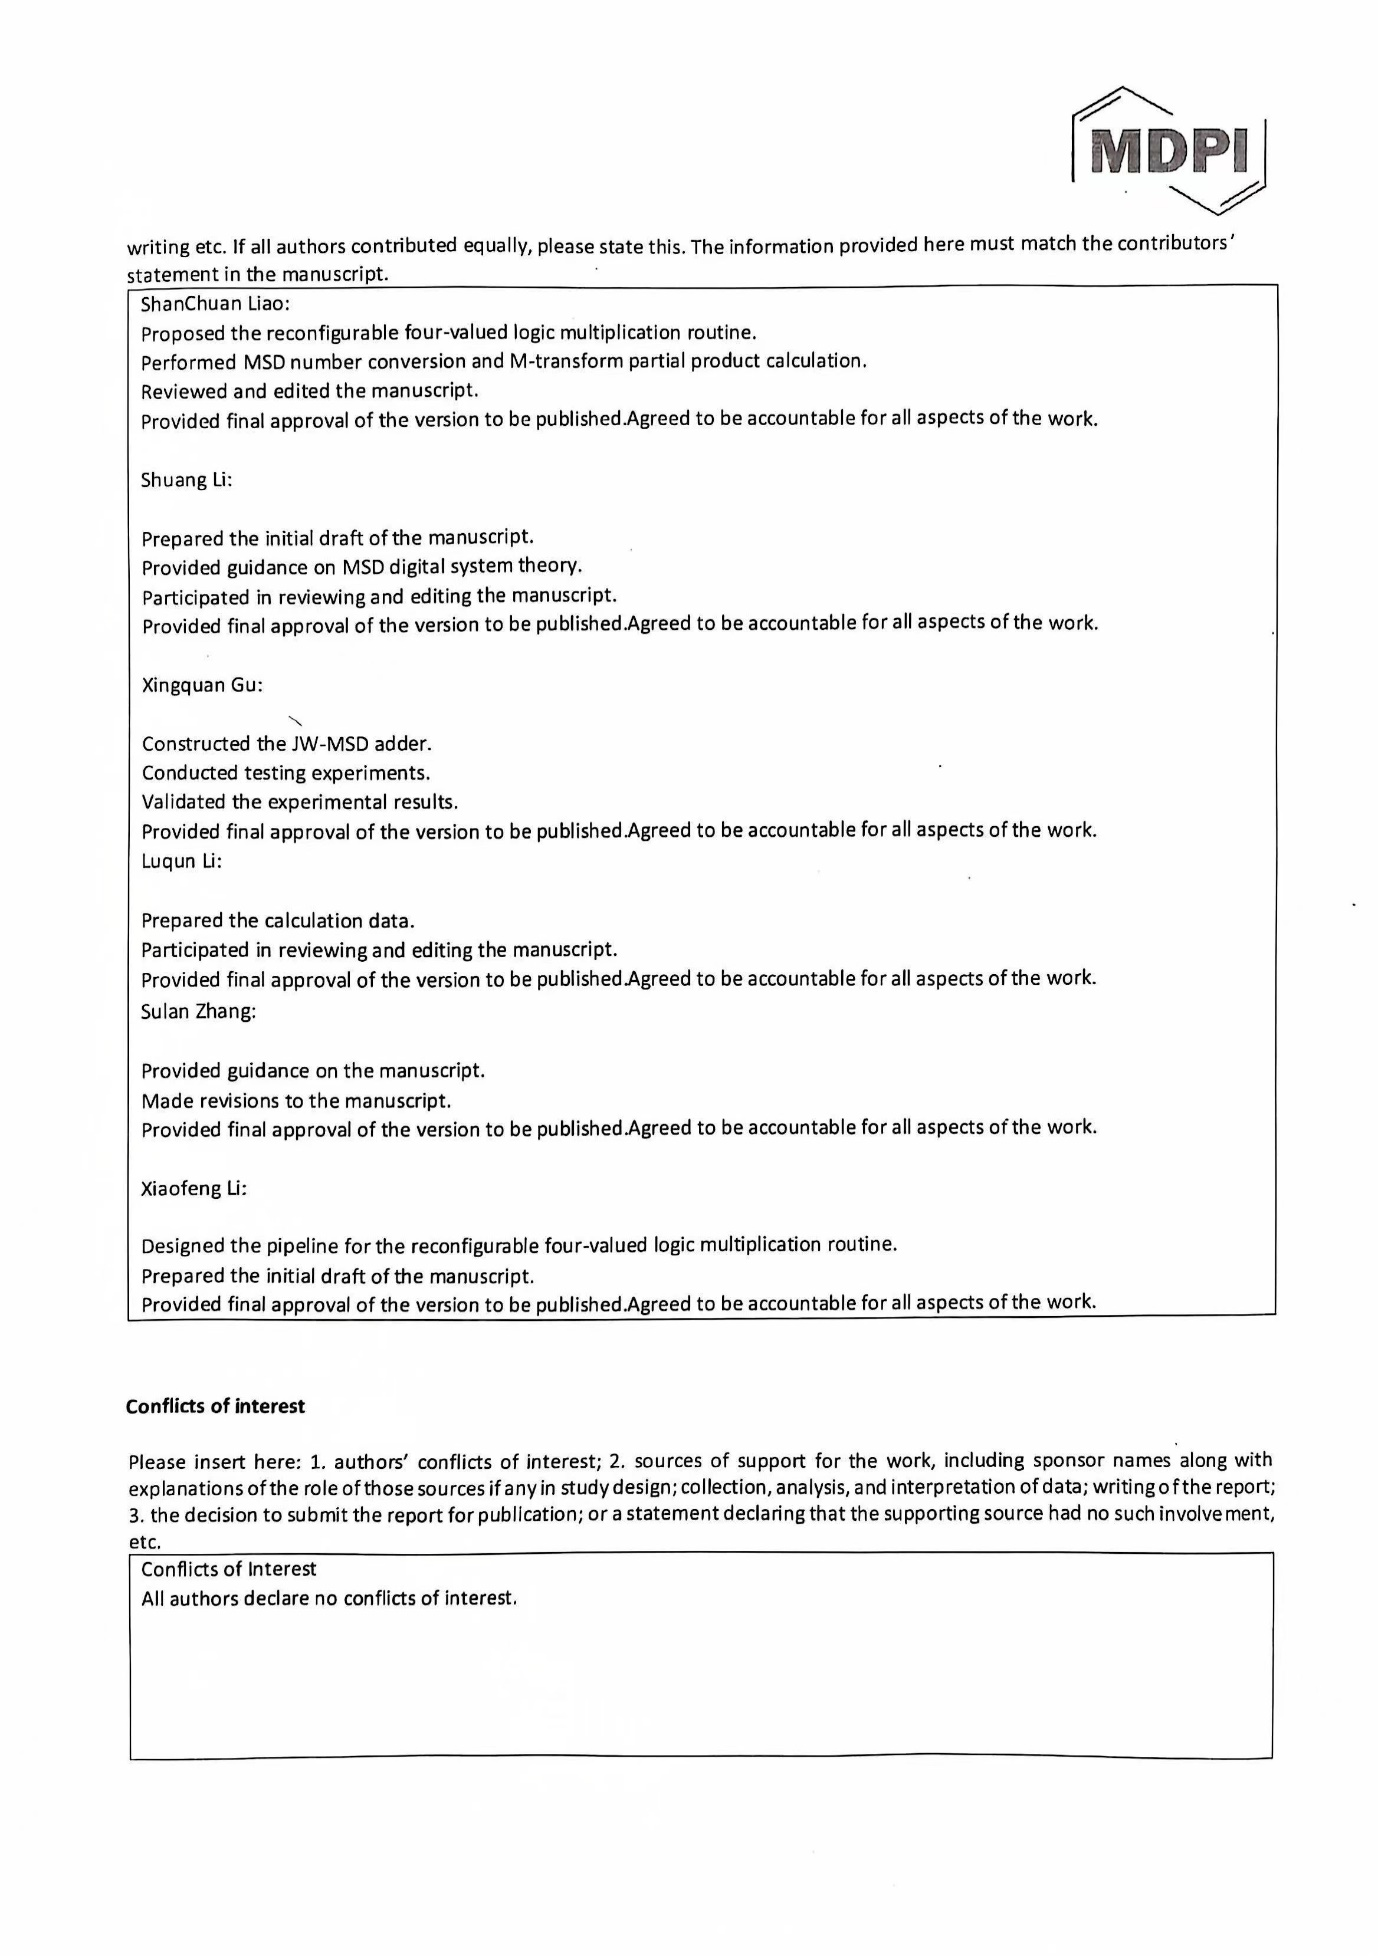 MDPI
writing etc. If all authors contributed equally, please state this. The information provided here must match the contributors'
statement in the manuscript.
ShanChuan Liao:
Proposed the reconfigurable four-valued logic multiplication routine.
Performed MSD number conversion and M-transform partial product calculation.
Reviewed and edited the manuscript.
Provided final approval of the version to be published.Agreed to be accountable for all aspects of the work.
Shuang Li:
Prepared the initial draft of the manuscript.
Provided guidance on MSD digital system theory.
Participated in reviewing and editing the manuscript.
Provided final approval of the version to be published.Agreed to be accountable for all aspects of the work.
Xingquan Gu:
Constructed the JW-MSD adder.
Conducted testing experiments.
Validated the experimental results.
Provided final approval of the version to be published.Agreed to be accountable for all aspects of the work.
Luqun Li:
Prepared the calculation data.
Participated in reviewing and editing the manuscript.
Provided final approval of the version to be published.Agreed to be accountable for all aspects of the work.
Sulan Zhang:
Provided guidance on the manuscript.
Made revisions to the manuscript.
Provided final approval of the version to be published.Agreed to be accountable for all aspects of the work.
Xiaofeng Li:
Designed the pipeline for the reconfigurable four-valued logic multiplication routine.
Prepared the initial draft of the manuscript.
Provided final approval of the version to be published.Agreed to be accountable for all aspects of the work.
Conflicts of interest
Please insert here: 1. authors' conflicts of interest; 2. sources of support for the work, including sponsor names along with
explanations of the role of those sources if any in study design; collection, analysis, and interpretation of data; writing of the report;
3. the decision to submit the report for publication; or a statement declaring that the supporting source had no such involvement,
etc.
Conflicts of Interest
All authors declare no conflicts of interest.